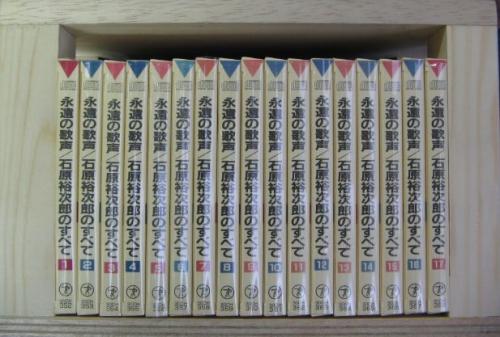 永遠の歌声/石原裕次郎のすべて 1
永遠の歌声/石原裕次郎のすべて 2
永遠の歌声/石原裕次郎のすべて 3
永遠の歌声/石原裕次郎のすべて 4
永遠の歌声/石原裕次郎のすべて 5
永遠の歌声/石原裕次郎のすべて 6
永遠の歌声/石原裕次郎のすべて 7
永遠の歌声/石原裕次郎のすべて 8
永遠の歌声/石原裕次郎のすべて 9
永遠の歌声/石原裕次郎のすべて 10
永遠の歌声/石原裕次郎のすべて 11
永遠の歌声/石原裕次郎のすべて 12
永遠の歌声/石原裕次郎のすべて 13
永遠の歌声/石原裕次郎のすべて 14
永遠の歌声/石原裕次郎のすべて 15
永遠の歌声/石原裕次郎のすべて 16
永遠の歌声/石原裕次郎のすべて 17